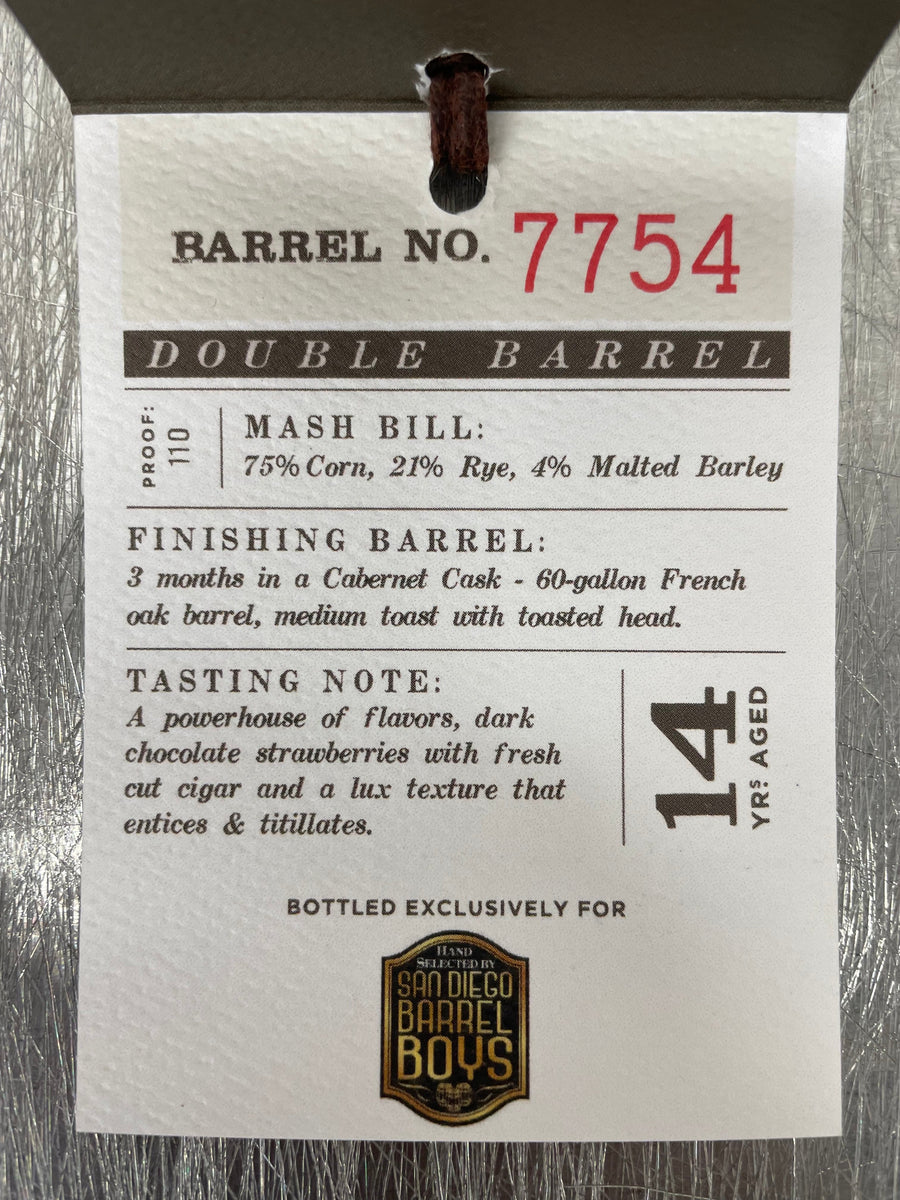 BARREL NO. 7754
DOUBLE BARREL
PROOF:
110
MASH BILL:
75% Corn, 21% Rye, 4% Malted Barley
FINISHING BARREL:
3 months in a Cabernet Cask - 60-gallon French
oak barrel, medium toast with toasted head.
TASTING NOTE:
A powerhouse of flavors, dark
chocolate strawberries with fresh
cut cigar and a lux texture that
entices & titillates.
14
YRS AGED
BOTTLED EXCLUSIVELY FOR
HAND
SELECTED BY
SAN DIEGO
BARREL
BOYS